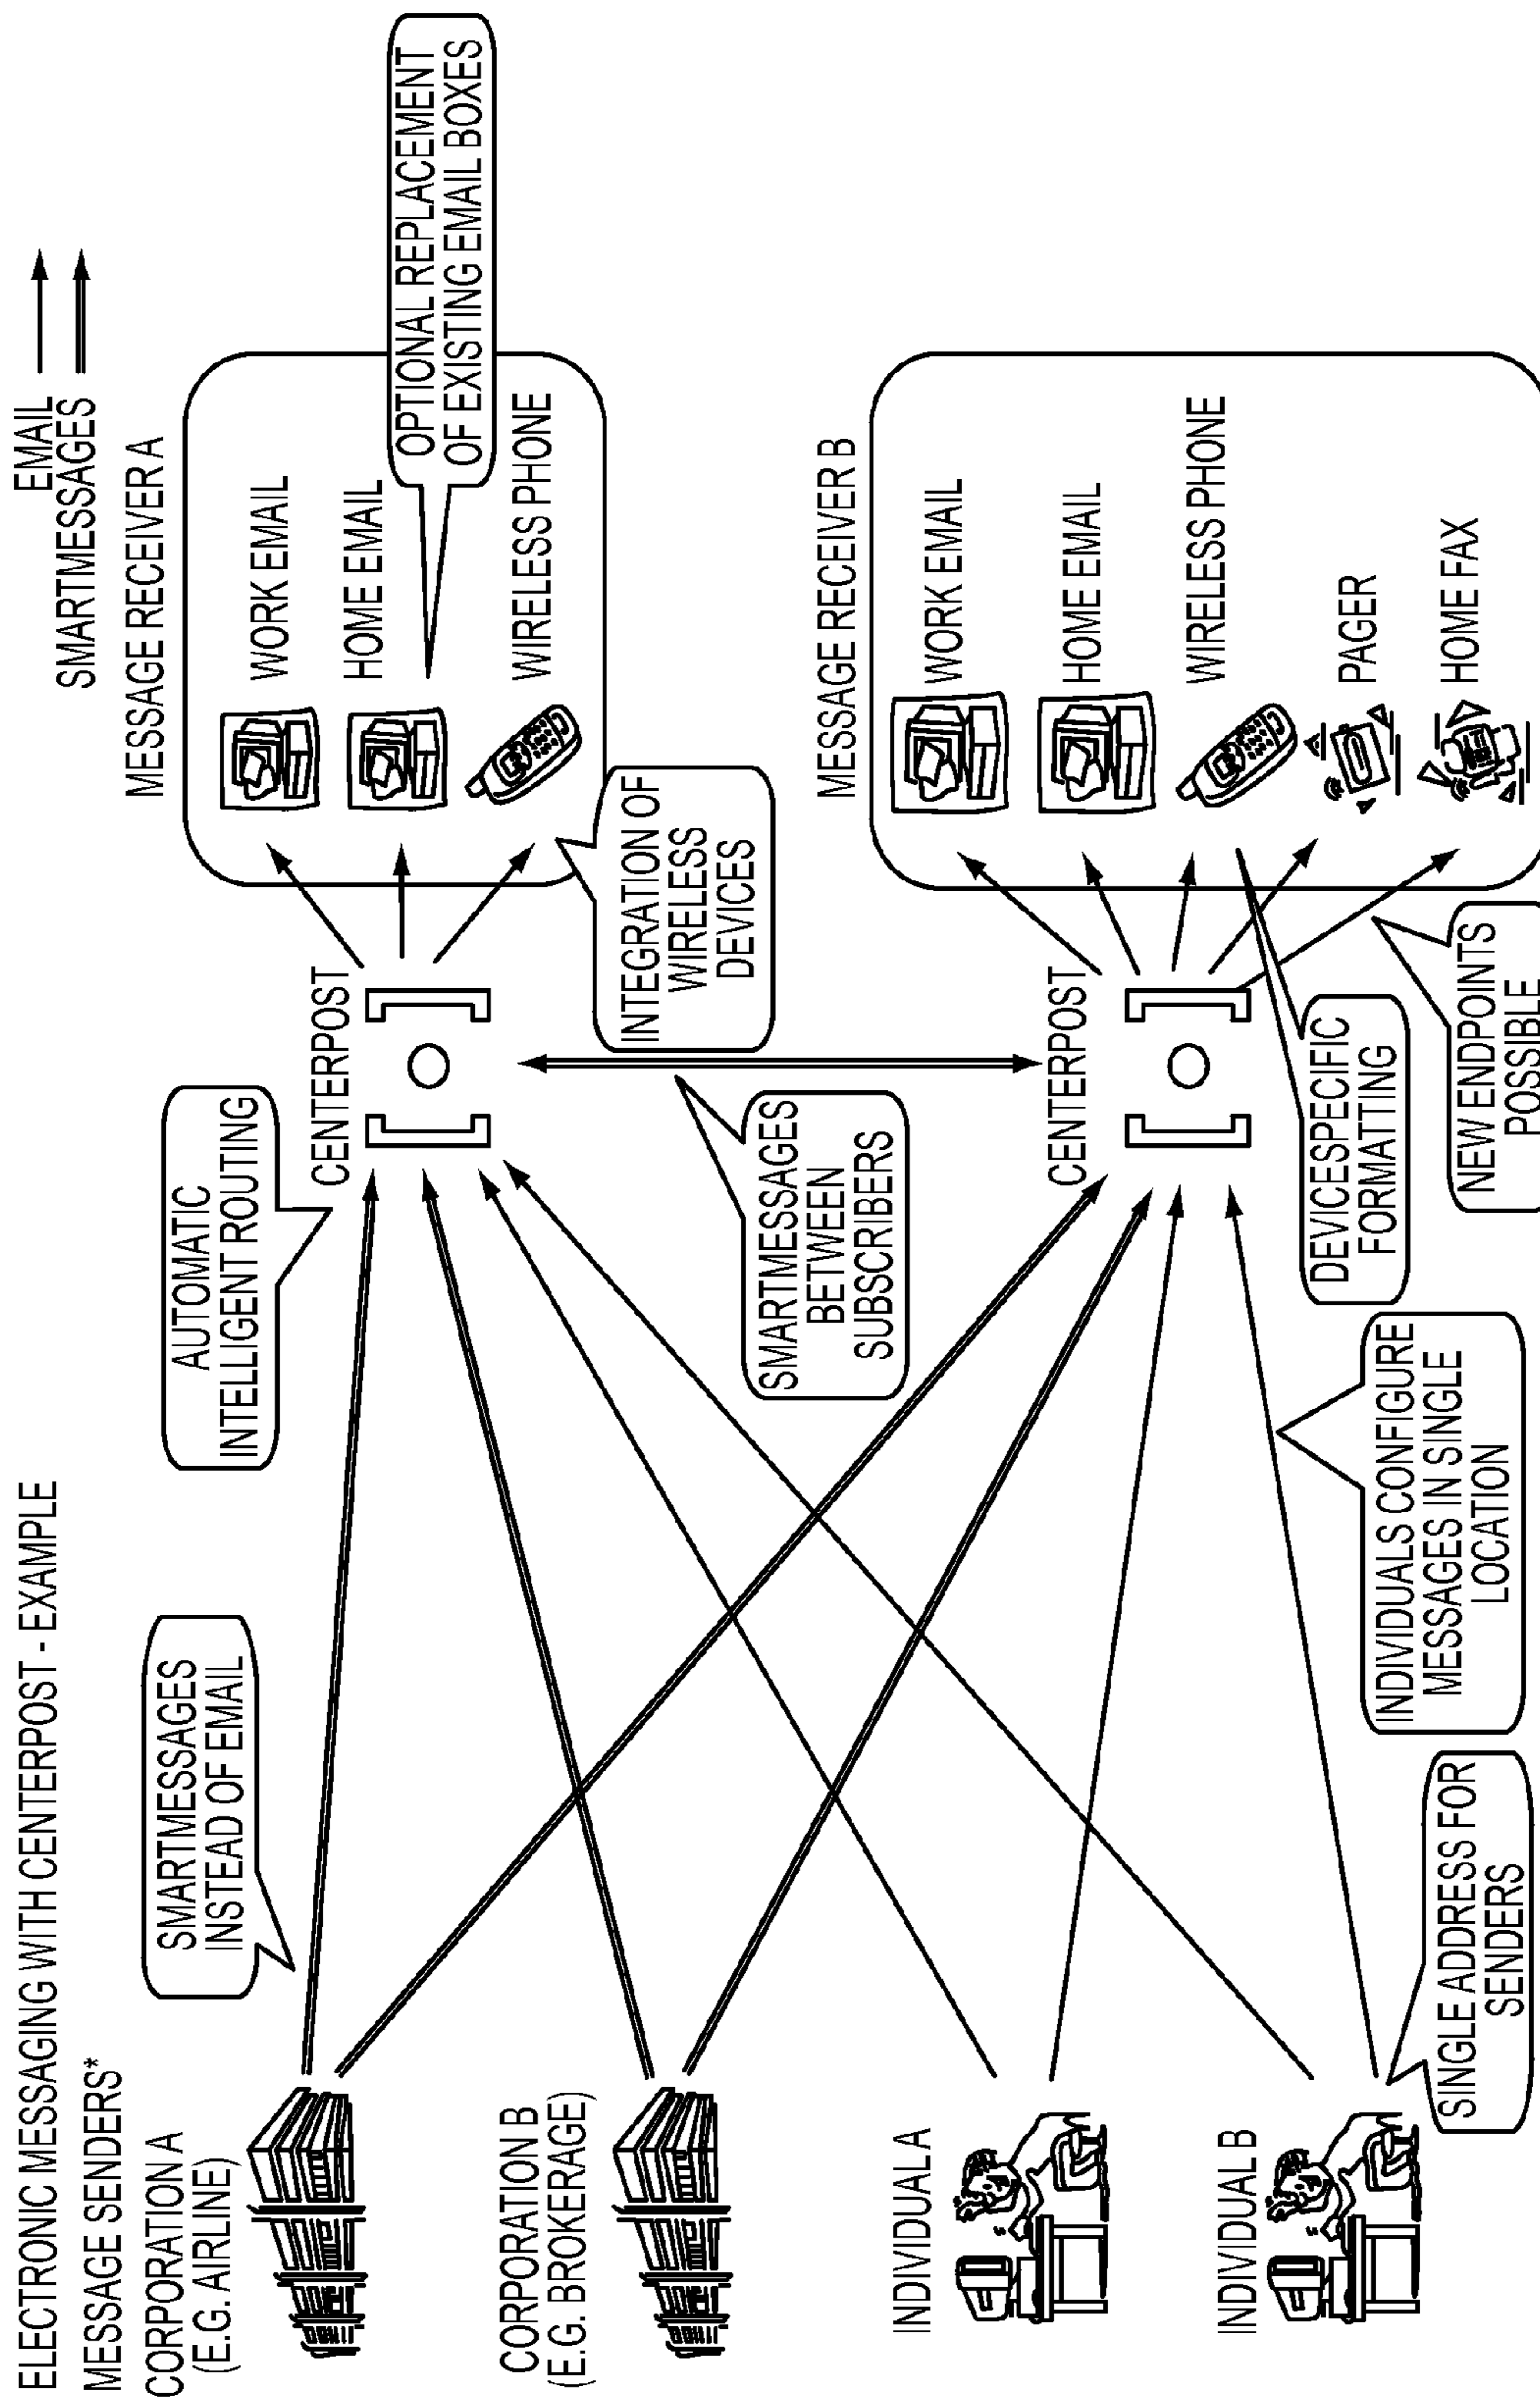 ELECTRONIC MESSAGING WITH CENTERPOST - EXAMPLE
EMAIL
SMARTMESSAGES
MESSAGE SENDERS*
CORPORATION A
(E.G. AIRLINE)
SMARTMESSAGES
INSTEAD OF EMAIL
AUTOMATIC
INTELLIGENT ROUTING
CENTERPOST
MESSAGE RECEIVER A
WORK EMAIL
HOME EMAIL
OPTIONAL REPLACEMENT
OF EXISTING EMAIL BOXES
WIRELESS PHONE
INTEGRATION OF
WIRELESS
DEVICES
CORPORATION B
(E.G. BROKERAGE)
SMARTMESSAGES
BETWEEN
SUBSCRIBERS
INDIVIDUAL A
CENTERPOST
MESSAGE RECEIVER B
WORK EMAIL
HOME EMAIL
WIRELESS PHONE
PAGER
HOME FAX
INDIVIDUAL B
DEVICESPECIFIC
FORMATTING
INDIVIDUALS CONFIGURE
MESSAGES IN SINGLE
LOCATION
SINGLE ADDRESS FOR
SENDERS
NEW ENDPOINTS
POSSIBLE